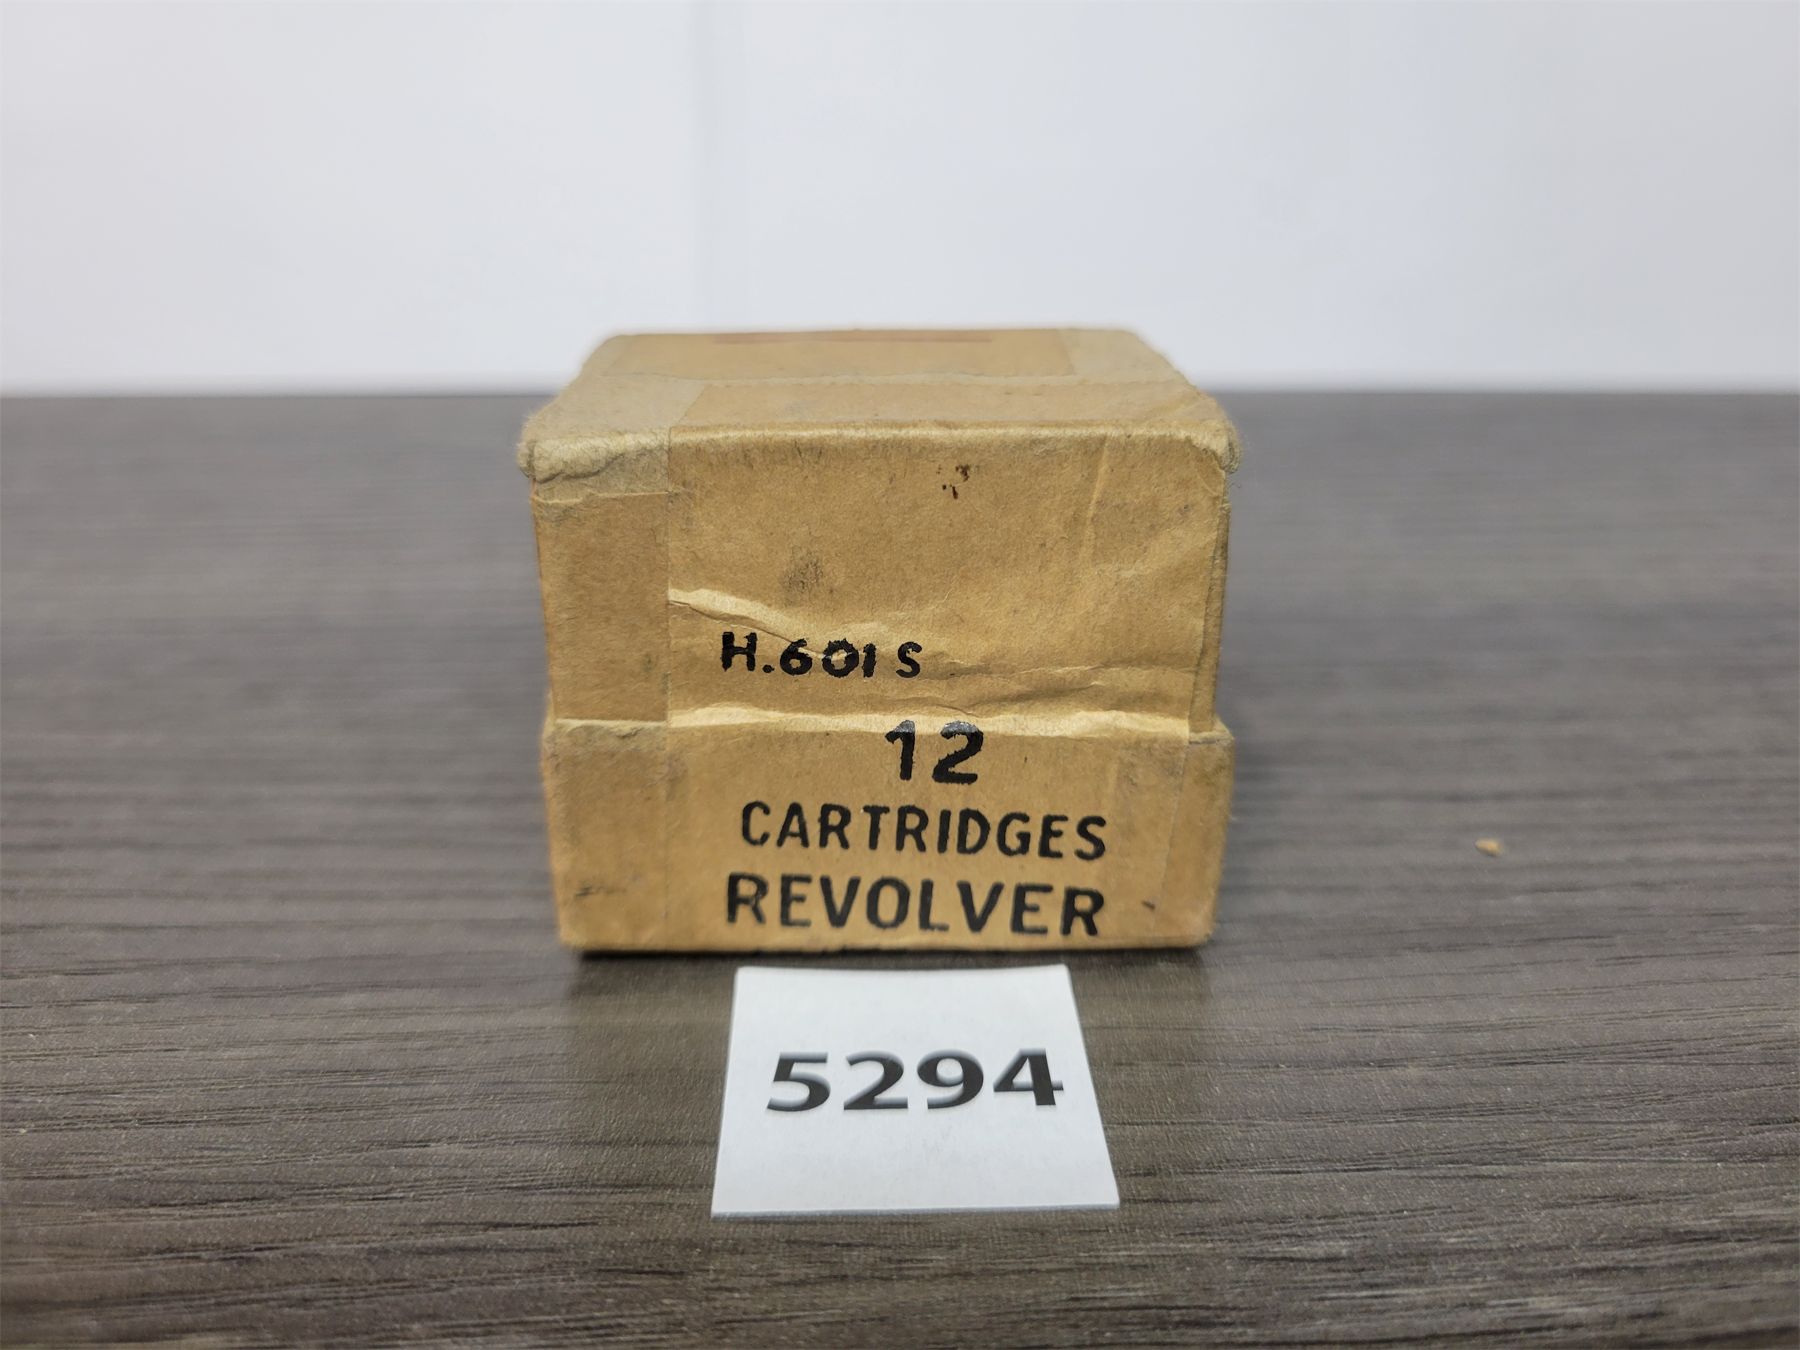 H.601 S
12
CARTRIDGES
REVOLVER
5294